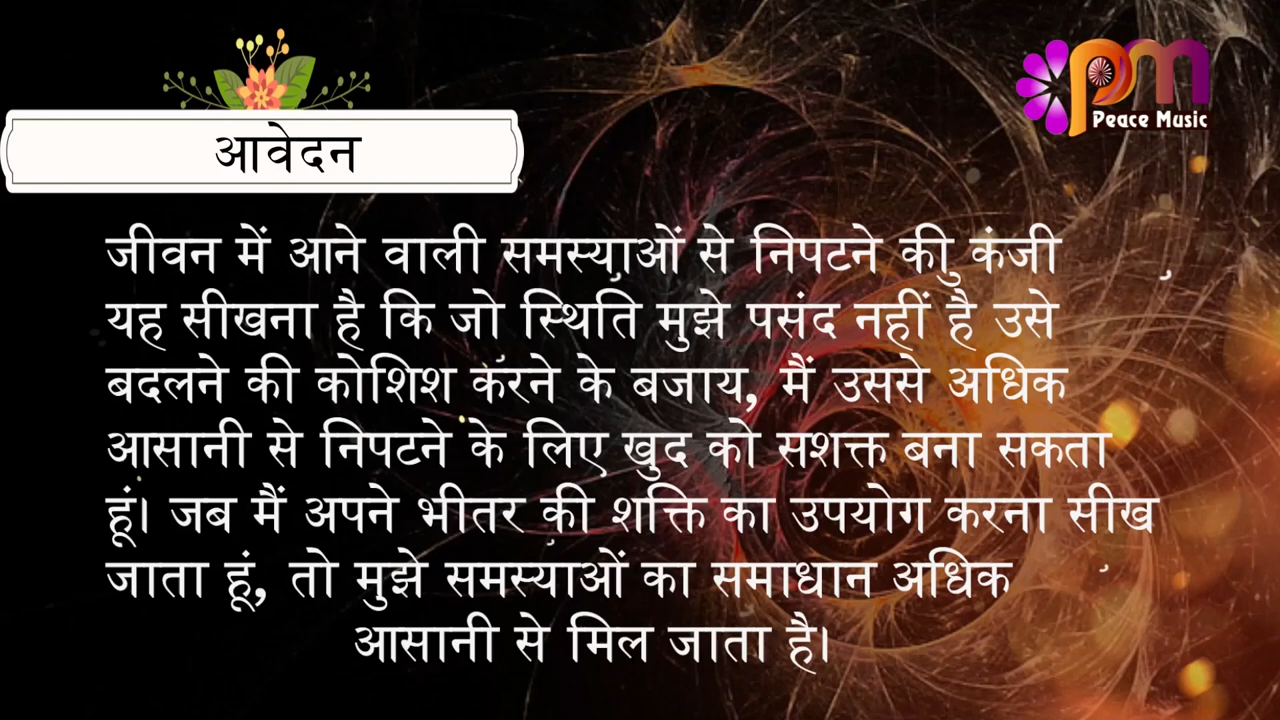 आवेदन
pm
Peace Music
जीवन में आने वाली समस्याओं से निपटने की कंजी
यह सीखना है कि जो स्थिति मुझे पसंद नहीं है उसे
बदलने की कोशिश करने के बजाय, मैं उससे अधिक
आसानी से निपटने के लिए खुद को सशक्त बना सकता
हूं। जब मैं अपने भीतर की शक्ति का उपयोग करना सीख
जाता हूं, तो मुझे समस्याओं का समाधान अधिक
आसानी से मिल जाता है।